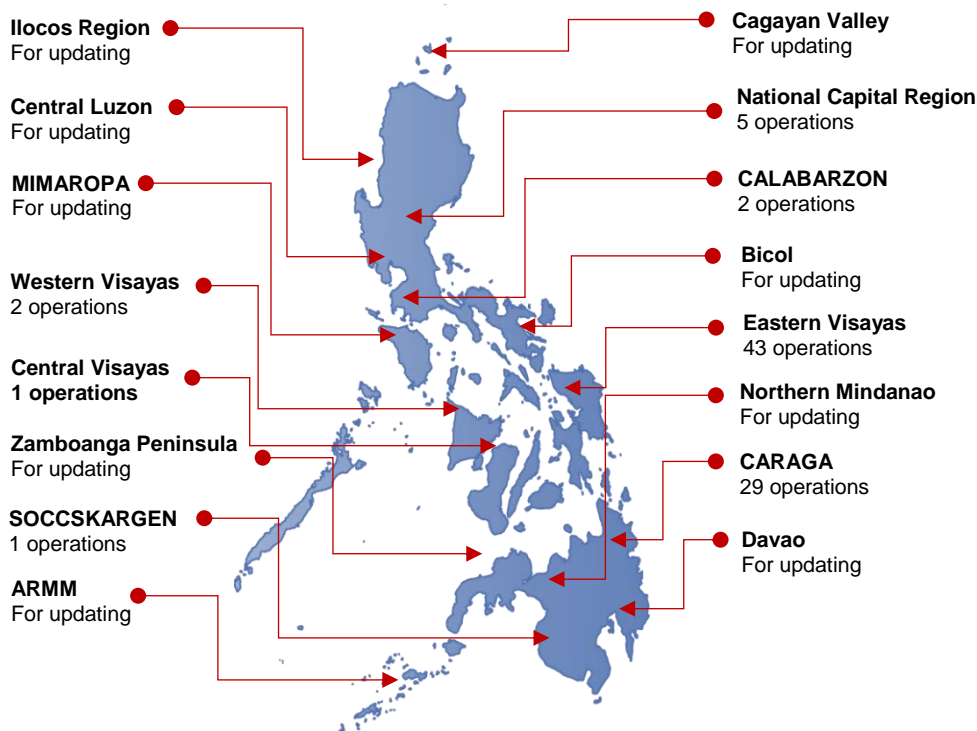 Ilocos Region
For updating
Central Luzon
For updating
MIMAROPA
For updating
Western Visayas
2 operations
Central Visayas
1 operations
Zamboanga Peninsula
For updating
SOCCSKARGEN
1 operations
ARMM
For updating
Cagayan Valley
For updating
National Capital Region
5 operations
CALABARZON
2 operations
Bicol
For updating
Eastern Visayas
43 operations
Northern Mindanao
For updating
CARAGA
29 operations
Davao
For updating